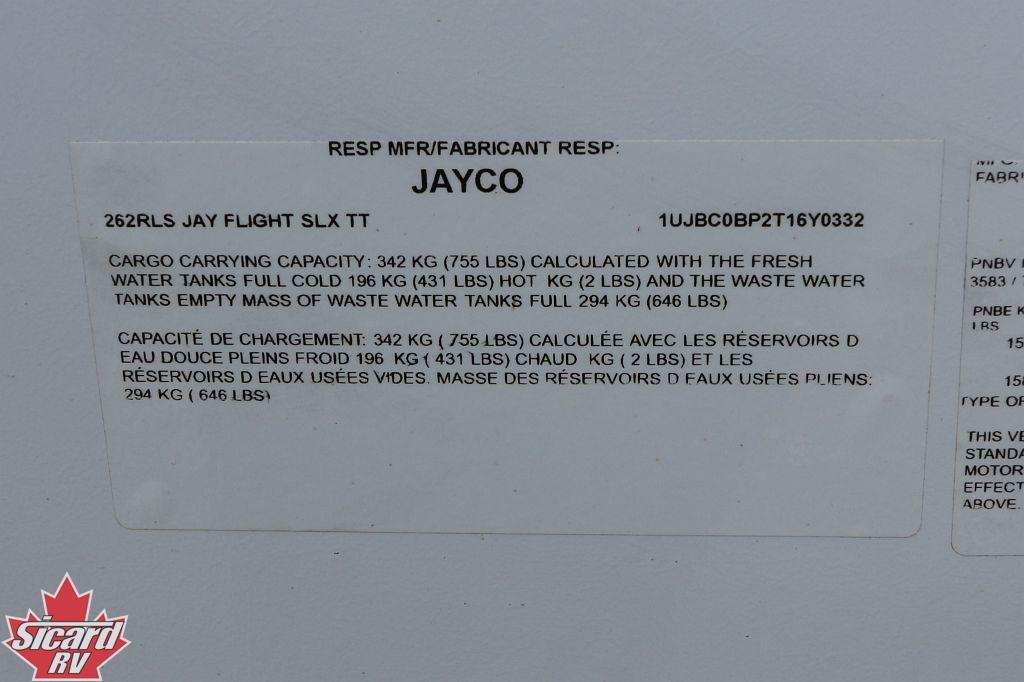 RESP MFR/FABRICANT RESP:
JAYCO
262RLS JAY FLIGHT SLX TT 1UJBC0BP2T16Y0332
CARGO CARRYING CAPACITY: 342 KG (755 LBS) CALCULATED WITH THE FRESH
WATER TANKS FULL COLD 196 KG (431 LBS) HOT KG (2 LBS) AND THE WASTE WATER
TANKS EMPTY MASS OF WASTE WATER TANKS FULL 294 KG (646 LBS)
CAPACITÉ DE CHARGEMENT: 342 KG ( 755 LBS) CALCULÉE AVEC LES RÉSERVOIRS D
EAU DOUCE PLEINS FROID 196 KG ( 431 LBS) CHAUD KG ( 2 LBS) ET LES
RÉSERVOIRS D EAUX USÉES VIDES. MASSE DES RÉSERVOIRS D EAUX USÉES PLIENS:
294 KG ( 646 LBS)
FABRI
PNBV
3583 /
PNBE K
LBS
15
158
TYPE OF
THIS VE
STANDA
MOTOR
EFFECT
ABOVE.
Sicard
RV